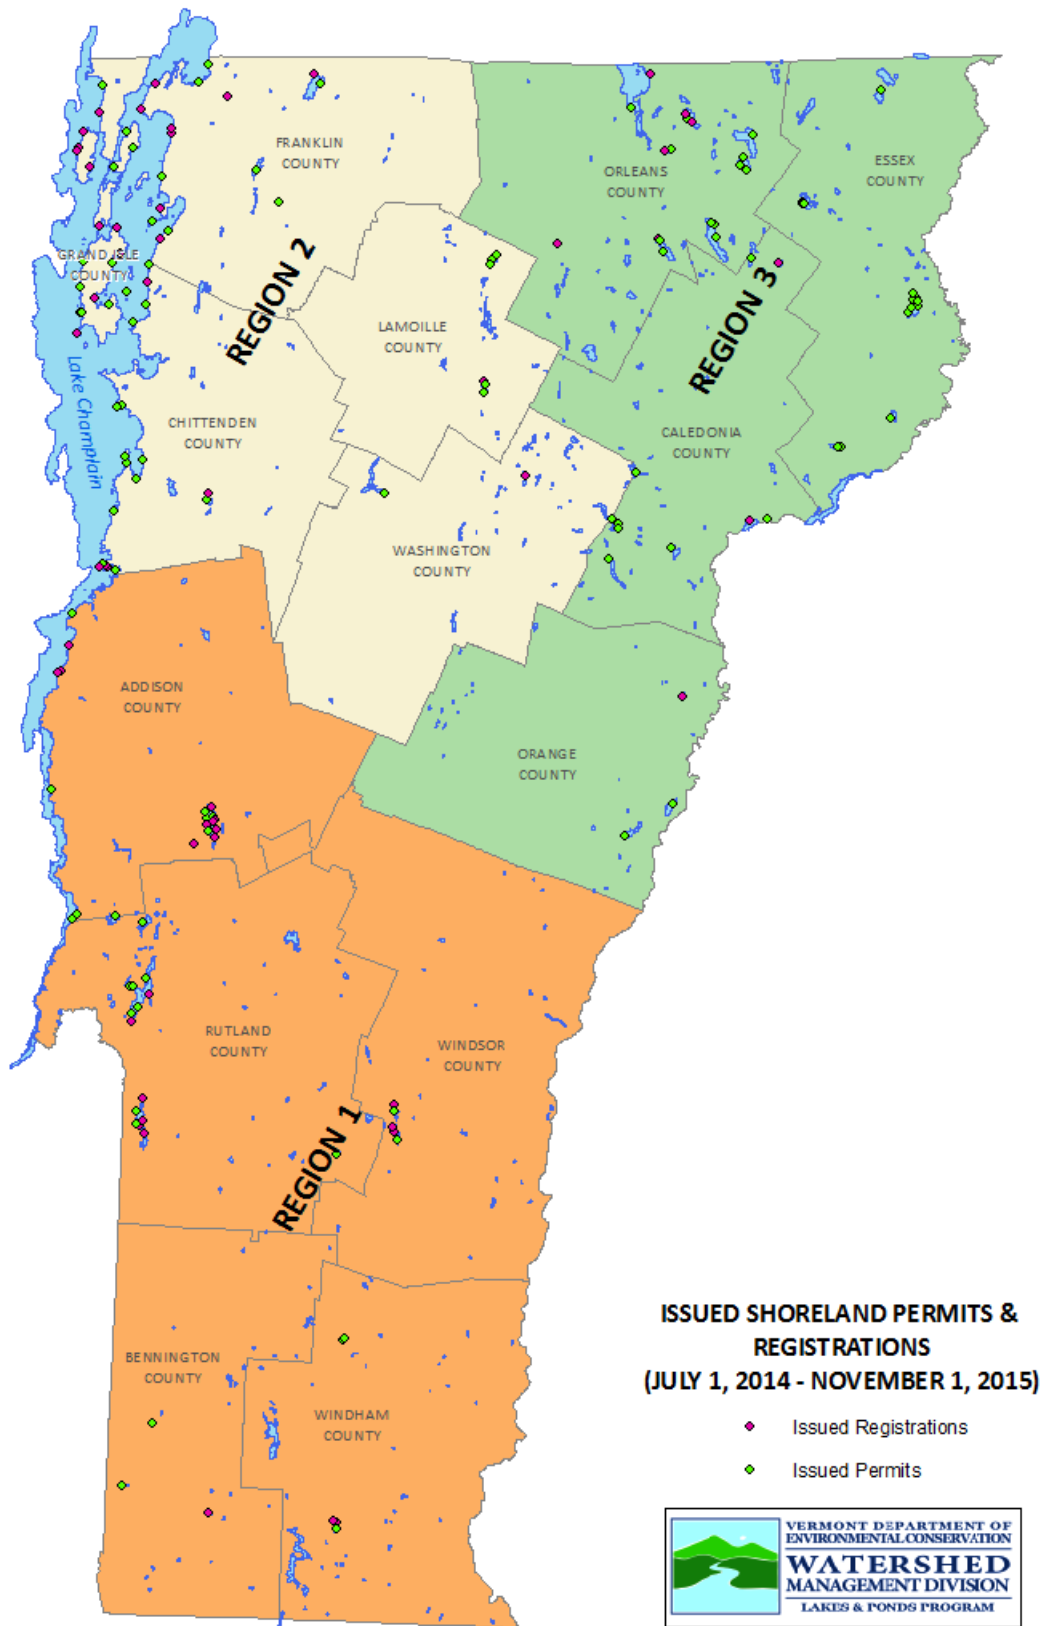 FRANKLIN
COUNTY
ORLEANS
COUNTY
ESSEX
COUNTY
GRAND ISLE
COUNTY
REGION 2
LAMOILLE
COUNTY
REGION 3
Lake Champlain
CHITTENDEN
COUNTY
CALEDONIA
COUNTY
WASHINGTON
COUNTY
ADDISON
COUNTY
ORANGE
COUNTY
RUTLAND
COUNTY
WINDSOR
COUNTY
REGION 1
BENNINGTON
COUNTY
WINDHAM
COUNTY
ISSUED SHORELAND PERMITS &
REGISTRATIONS
(JULY 1, 2014 - NOVEMBER 1, 2015)
Issued Registrations
Issued Permits
VERMONT DEPARTMENT OF
ENVIRONMENTAL CONSERVATION
WATERSHED
MANAGEMENT DIVISION
LAKES & PONDS PROGRAM